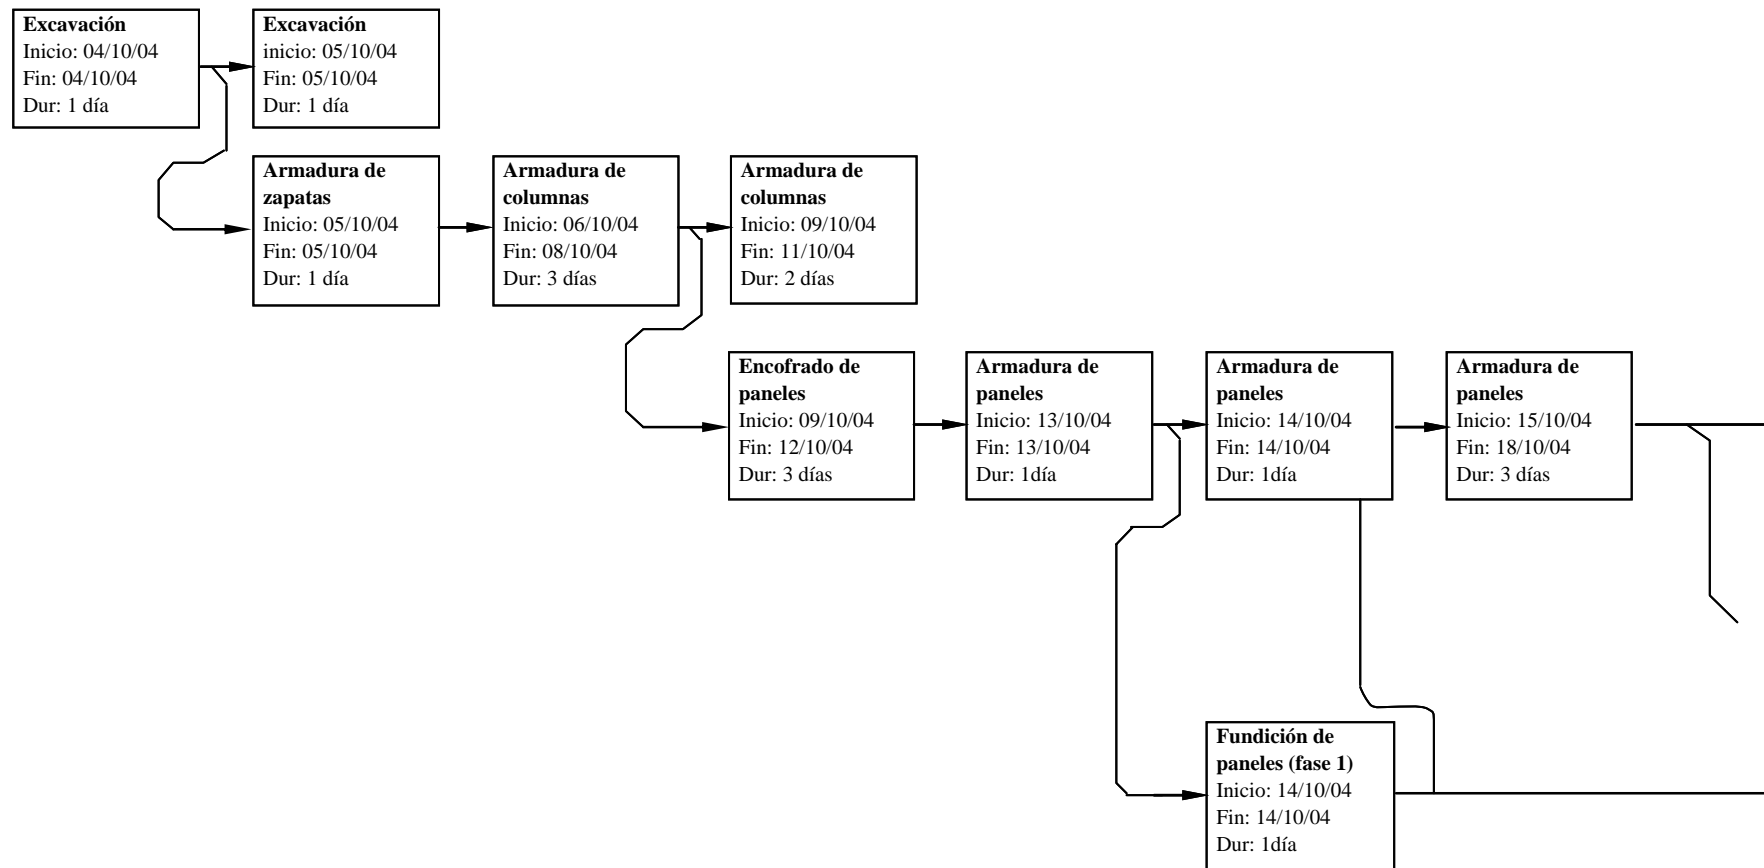 Excavación
Inicio: 04/10/04
Fin: 04/10/04
Dur: 1 día
Excavación
inicio: 05/10/04
Fin: 05/10/04
Dur: 1 día
Armadura de
zapatas
Inicio: 05/10/04
Fin: 05/10/04
Dur: 1 día
Armadura de
columnas
Inicio: 06/10/04
Fin: 08/10/04
Dur: 3 días
Armadura de
columnas
Inicio: 09/10/04
Fin: 11/10/04
Dur: 2 días
Encofrado de
paneles
Inicio: 09/10/04
Fin: 12/10/04
Dur: 3 días
Armadura de
paneles
Inicio: 13/10/04
Fin: 13/10/04
Dur: 1día
Armadura de
paneles
Inicio: 14/10/04
Fin: 14/10/04
Dur: 1día
Armadura de
paneles
Inicio: 15/10/04
Fin: 18/10/04
Dur: 3 días
Fundición de
paneles (fase 1)
Inicio: 14/10/04
Fin: 14/10/04
Dur: 1día